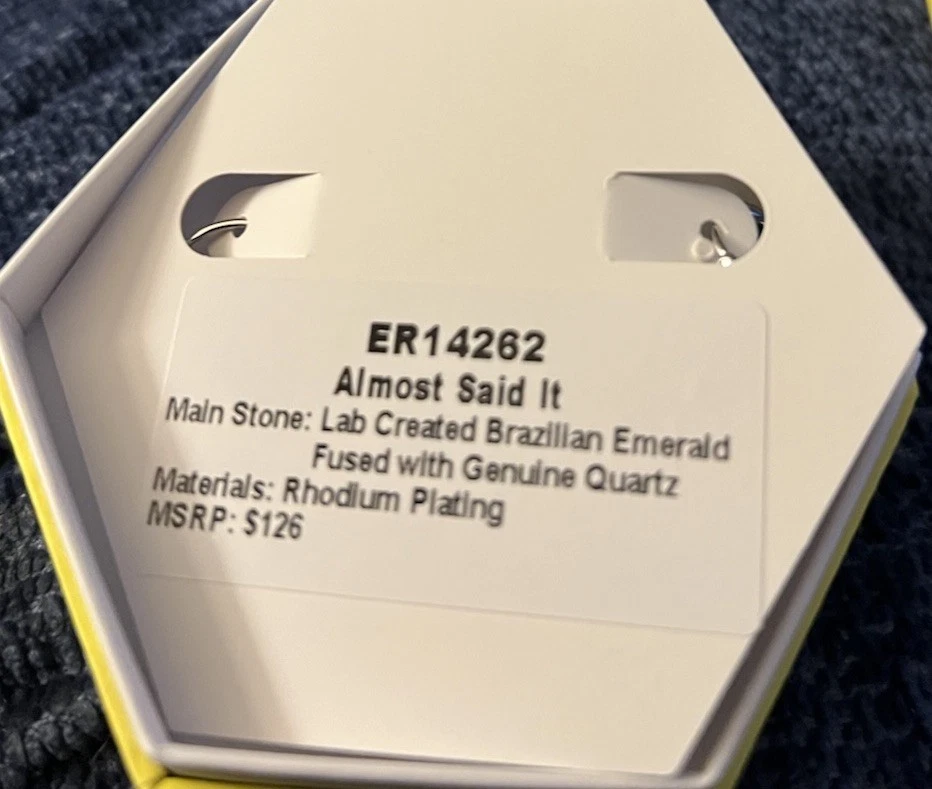 ER14262
Almost Said It
Main Stone: Lab Created Brazilian Emerald
Fused with Genuine Quartz
Materials: Rhodium Plating
MSRP: $126